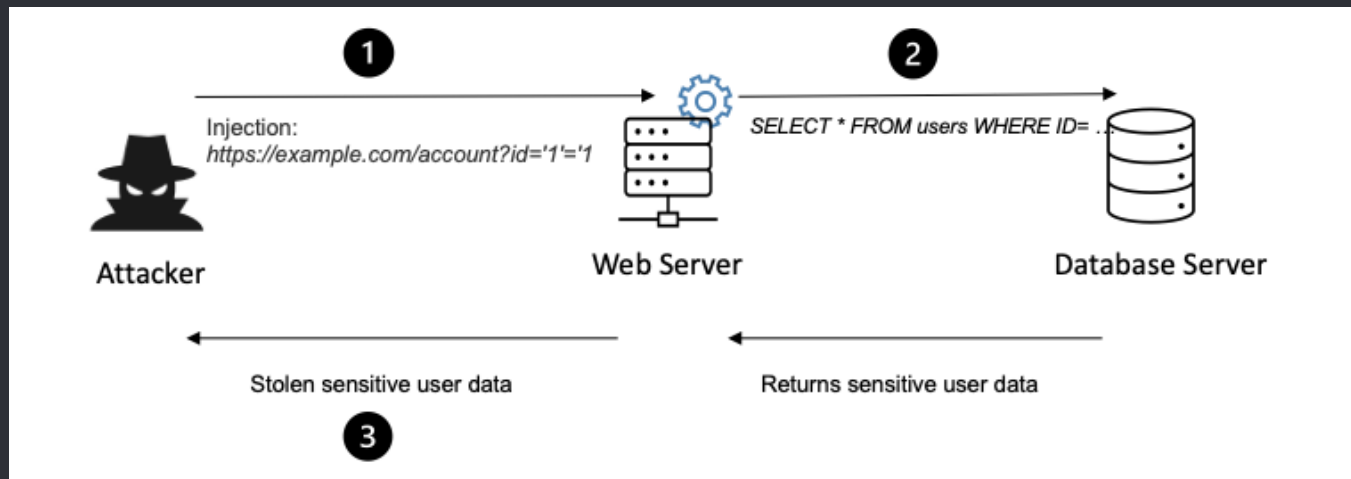 1
2
Injection:
https://example.com/account?id='1'='1
SELECT * FROM users WHERE ID= …
Attacker
Web Server
Database Server
Stolen sensitive user data
Returns sensitive user data
3